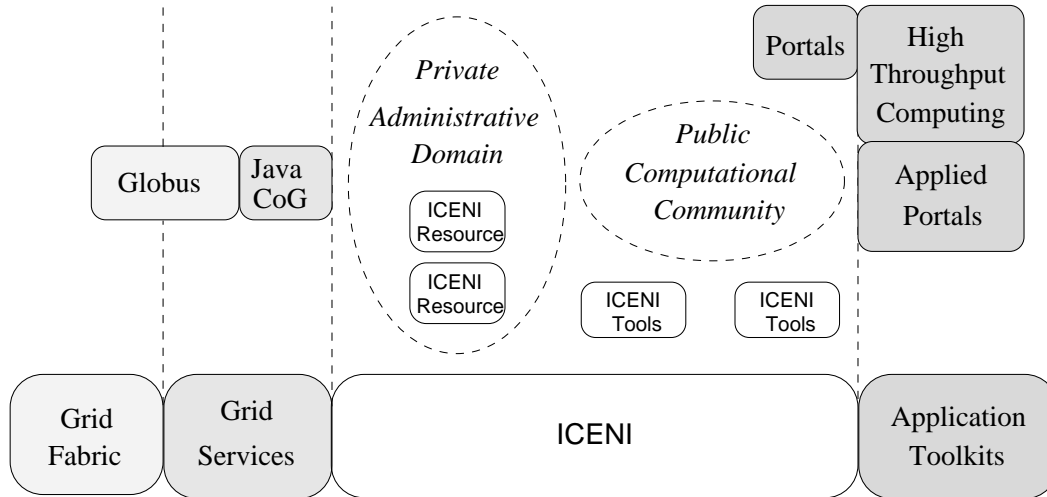 Portals
High
Throughput
Computing
Private
Administrative
Domain
Public
Computational
Community
Globus
Java
CoG
Applied
Portals
ICENI
Resource
ICENI
Resource
ICENI
Tools
ICENI
Tools
Grid
Fabric
Grid
Services
ICENI
Application
Toolkits